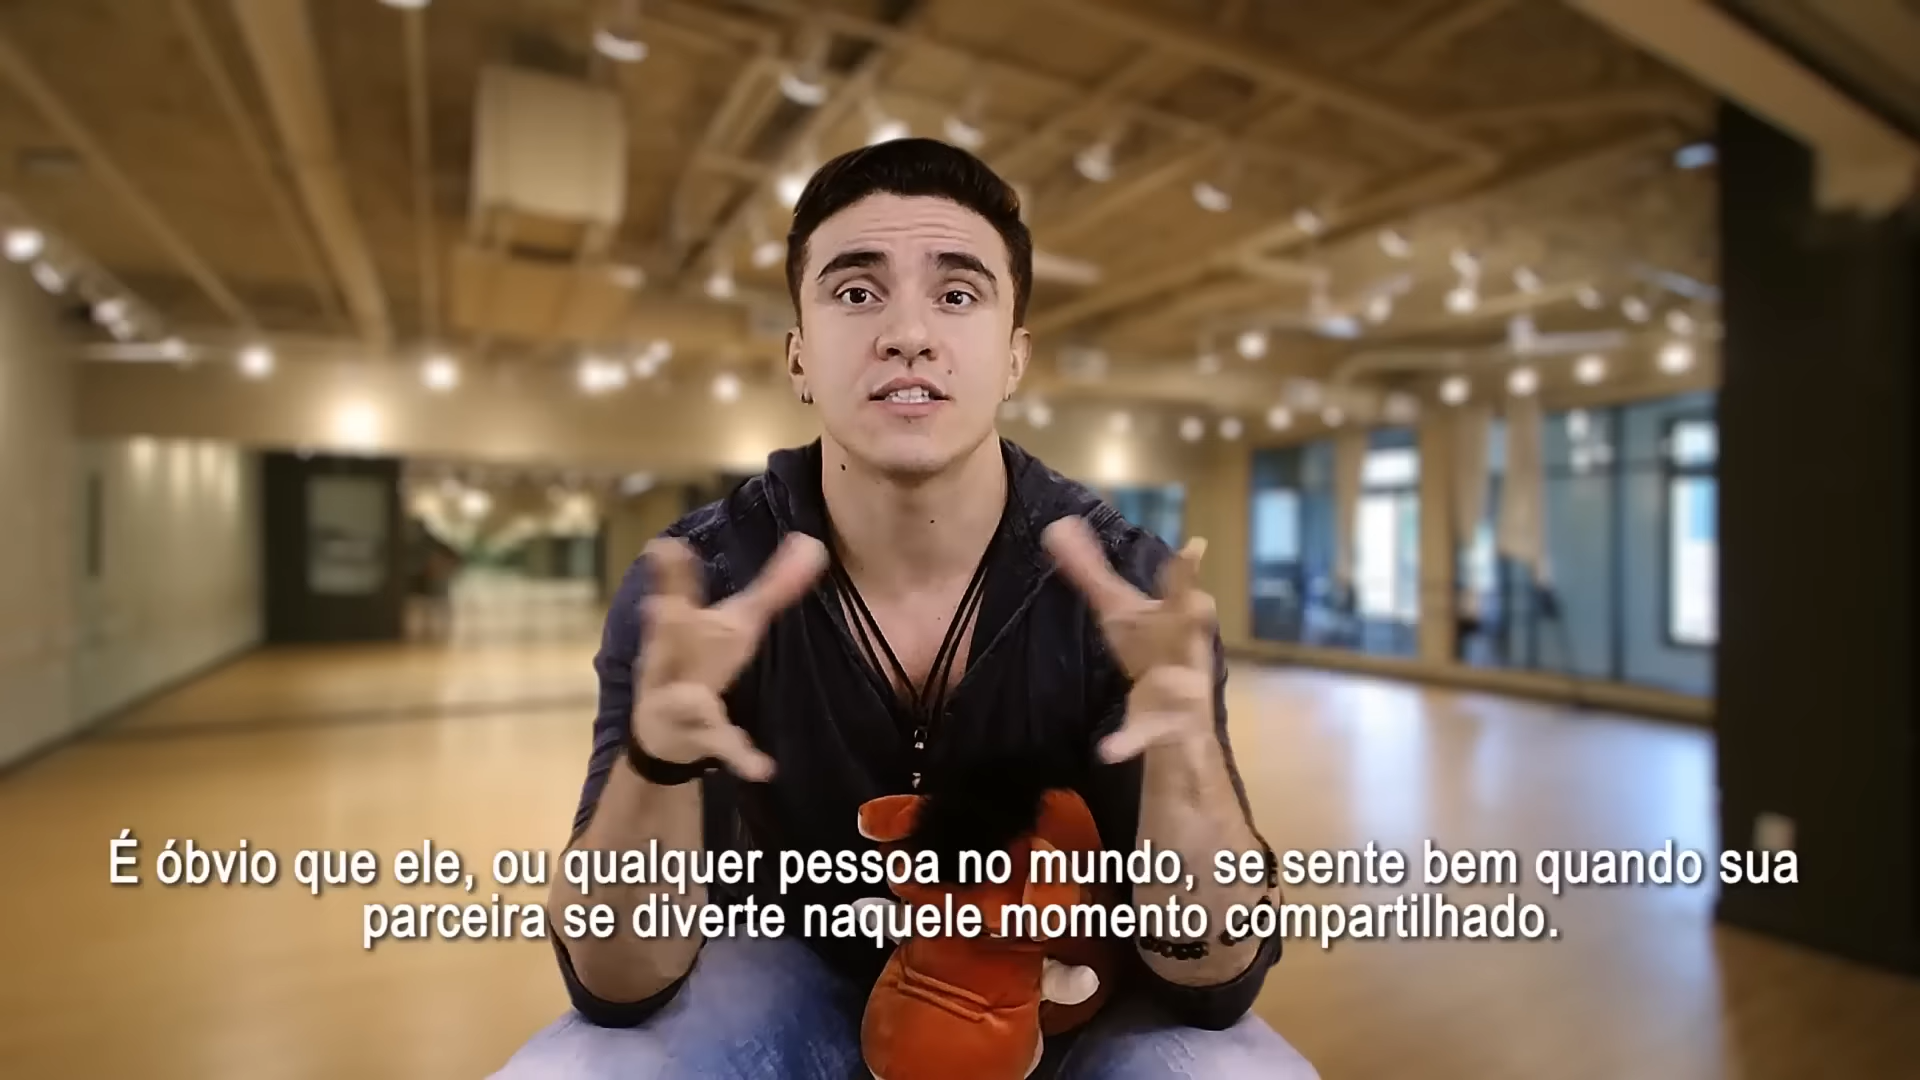 É óbvio que ele, ou qualquer pessoa no mundo, se sente bem quando sua
parceira se diverte naquele momento compartilhado.